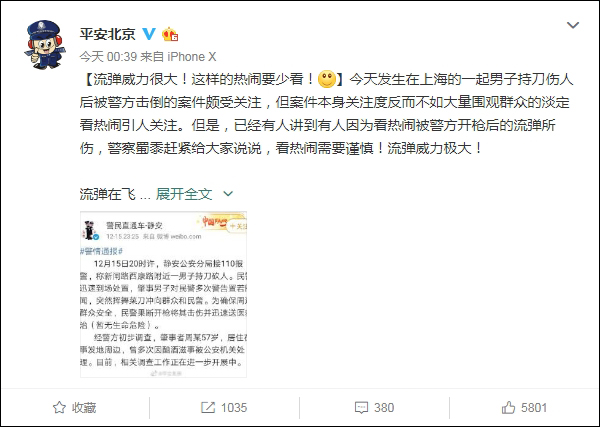 平安北京
今天 00:39 来自 iPhone X
【流弹威力很大！这样的热闹要少看！】今天发生在上海的一起男子持刀伤人
后被警方击倒的案件颇受关注，但案件本身关注度反而不如大量围观群众的淡定
看热闹引人关注。但是，已经有人讲到有人因为看热闹被警方开枪后的流弹所
伤，警察蜀黍赶紧给大家说说，看热闹需要谨慎！流弹威力极大！
流弹在飞 ... 展开全文
警民直通车-静安
12-15 23:25 来自 微博 weibo.com
+关
#警情通报#
12月15日20时许，静安公安分局接110报
警，称新闸路西康路附近一男子持刀砍人。民警
迅速到场处置，肇事男子对民警多次警告置若罔
闻，突然挥舞菜刀冲向群众和民警。为确保周边
群众安全，民警果断开枪将其击伤并迅速送医救
治（暂无生命危险）。
经警方初步调查，肇事者周某57岁，居住在
事发地周边，曾多次因酗酒滋事被公安机关处
理。目前，相关调查工作正在进一步开展中。
收藏
1035
380
5801